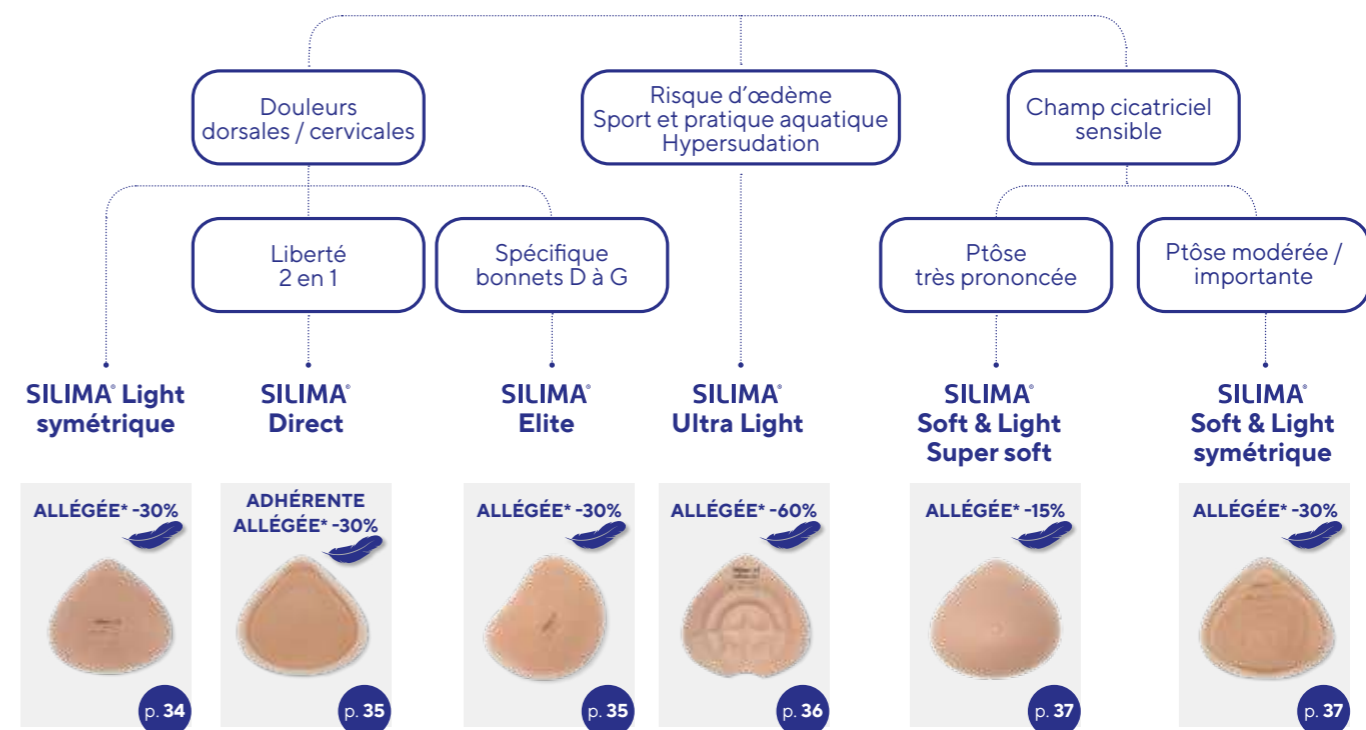 Douleurs
dorsales / cervicales
Risque d'œdème
Sport et pratique aquatique
Hypersudation
Champ cicatriciel
sensible
Liberté
2 en 1
Spécifique
bonnets D à G
Ptôse
très prononcée
Ptôse modérée /
importante
SILIMA® Light
symétrique
SILIMA®
Direct
SILIMA®
Elite
SILIMA®
Ultra Light
SILIMA®
Soft & Light
Super soft
SILIMA®
Soft & Light
symétrique
ALLÉGÉE* -30%
p. 34
ADHÉRENTE
ALLÉGÉE* -30%
p. 35
ALLÉGÉE* -30%
p. 35
ALLÉGÉE* -60%
p. 36
ALLÉGÉE* -15%
p. 37
ALLÉGÉE* -30%
p. 37